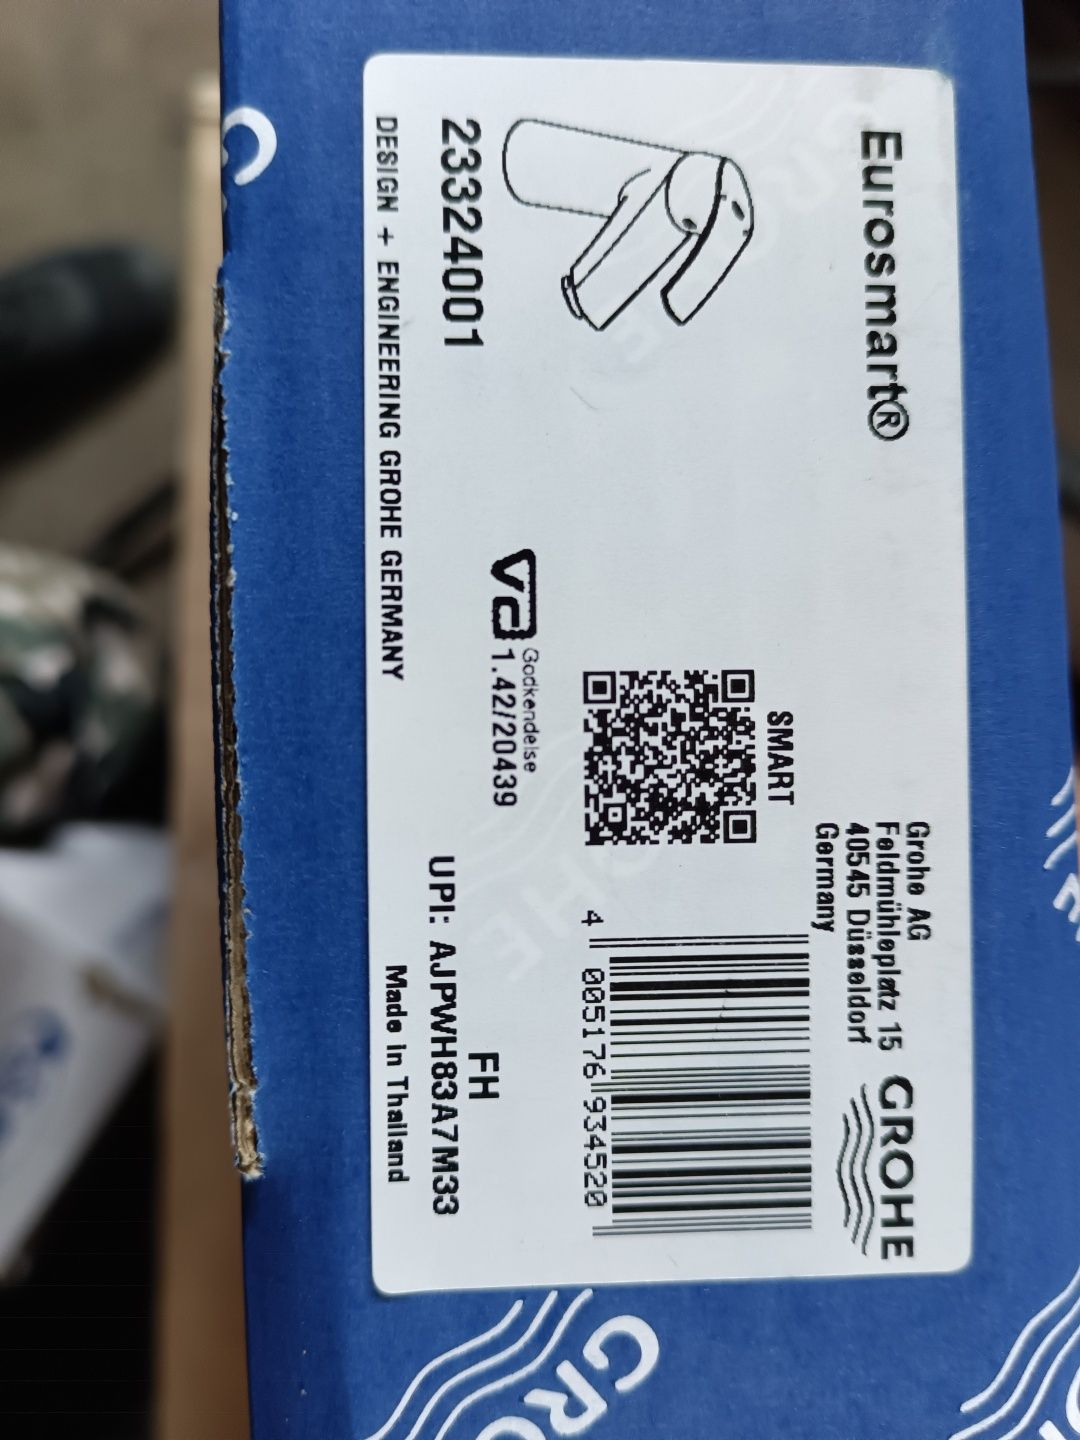 Eurosmart®
Grohe AG
Feldmühleplatz 15
40545 Düsseldorf
Germany
GROHE
SMART
4 005176 934520
va
Godkendelse
1.42/20439
23324001
FH
UPI: AJPWH83A7M33
DESIGN + ENGINEERING GROHE GERMANY
Made in Thailand